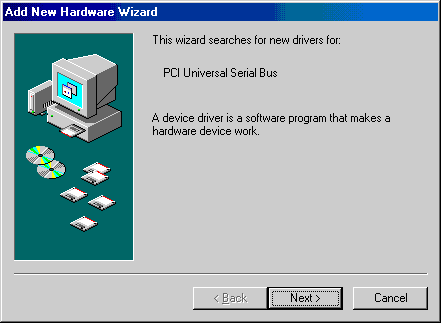 Add New Hardware Wizard
This wizard searches for new drivers for:
PCI Universal Serial Bus
A device driver is a software program that makes a
hardware device work.
< Back
Next >
Cancel